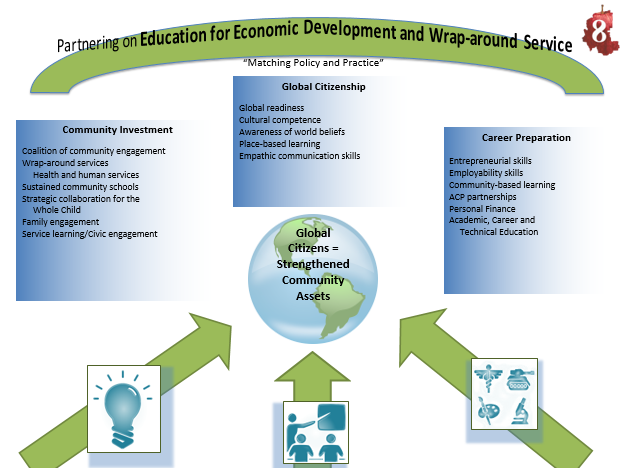 Partnering on Education for Economic Development and Wrap-around Service
8
“Matching Policy and Practice”
Community Investment
Coalition of community engagement
Wrap-around services
Health and human services
Sustained community schools
Strategic collaboration for the
Whole Child
Family engagement
Service learning/Civic engagement
Global Citizenship
Global readiness
Cultural competence
Awareness of world beliefs
Place-based learning
Empathic communication skills
Career Preparation
Entrepreneurial skills
Employability skills
Community-based learning
ACP partnerships
Personal Finance
Academic, Career and
Technical Education
Global
Citizens =
Strengthened
Community
Assets